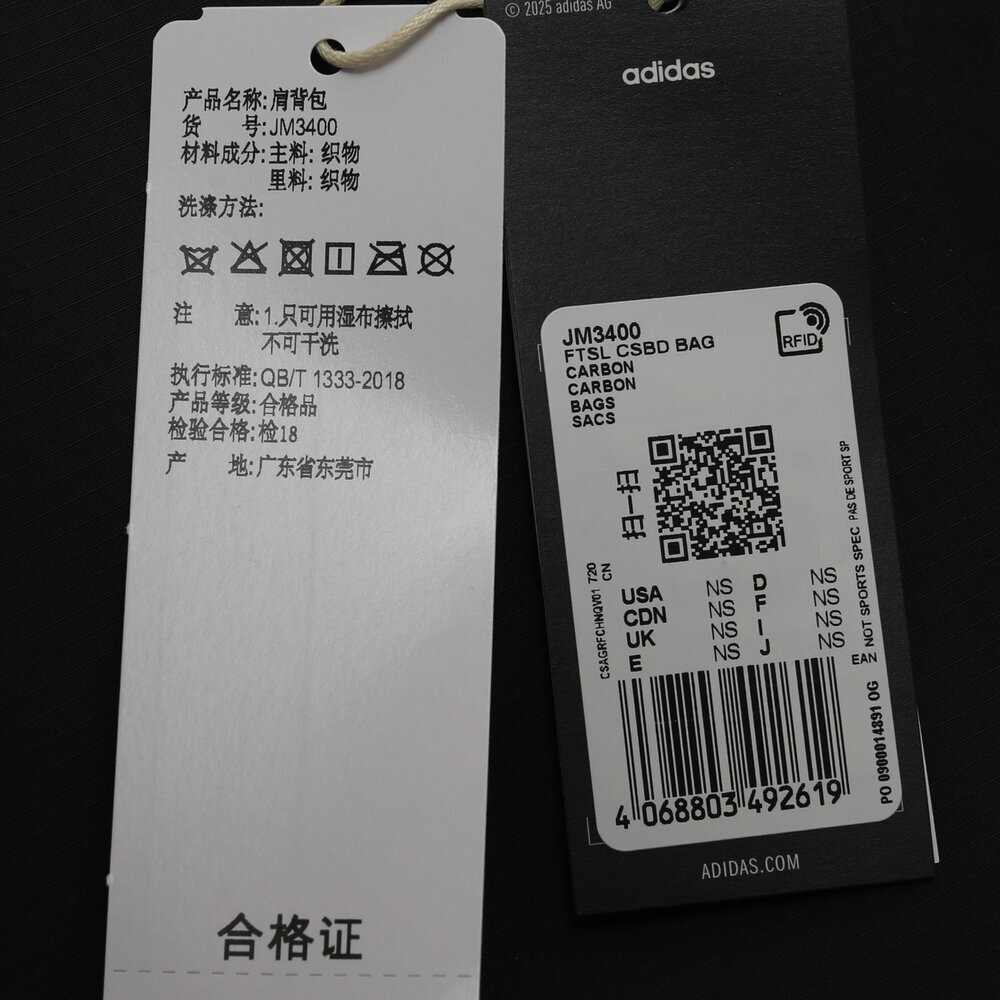 产品名称:肩背包
货 号:JM3400
材料成分:主料: 织物
里料: 织物
洗涤方法:
注 意:1.只可用湿布擦拭
不可干洗
执行标准:QB/T 1333-2018
产品等级:合格品
检验合格:检18
产 地:广东省东莞市
合格证
© 2025 adidas AG
adidas
JM3400
FTSL CSBD BAG
CARBON
CARBON
BAGS
SACS
RFID
扫一扫
CSAGRFCHNQV01 720
CN
USA NS D NS
CDN NS F NS
UK NS I NS
E NS J NS
EAN NOT SPORTS SPEC PAS DE SPORT SP
PO 0900014891 OG
4 068803 492619
ADIDAS.COM